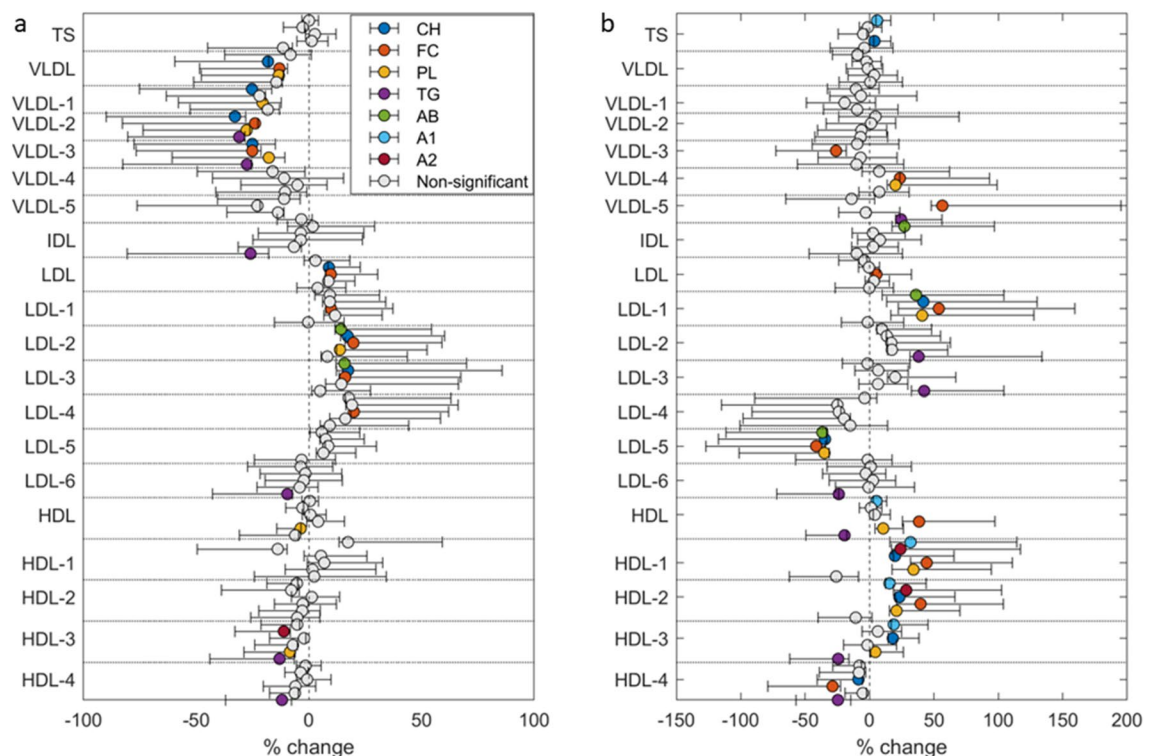 a
b
CH
FC
PL
TG
AB
A1
A2
Non-significant
TS
VLDL
VLDL-1
VLDL-2
VLDL-3
VLDL-4
VLDL-5
IDL
LDL
LDL-1
LDL-2
LDL-3
LDL-4
LDL-5
LDL-6
HDL
HDL-1
HDL-2
HDL-3
HDL-4
-100 -50 0 50 100
% change
TS
VLDL
VLDL-1
VLDL-2
VLDL-3
VLDL-4
VLDL-5
IDL
LDL
LDL-1
LDL-2
LDL-3
LDL-4
LDL-5
LDL-6
HDL
HDL-1
HDL-2
HDL-3
HDL-4
-150 -100 -50 0 50 100 150 200
% change